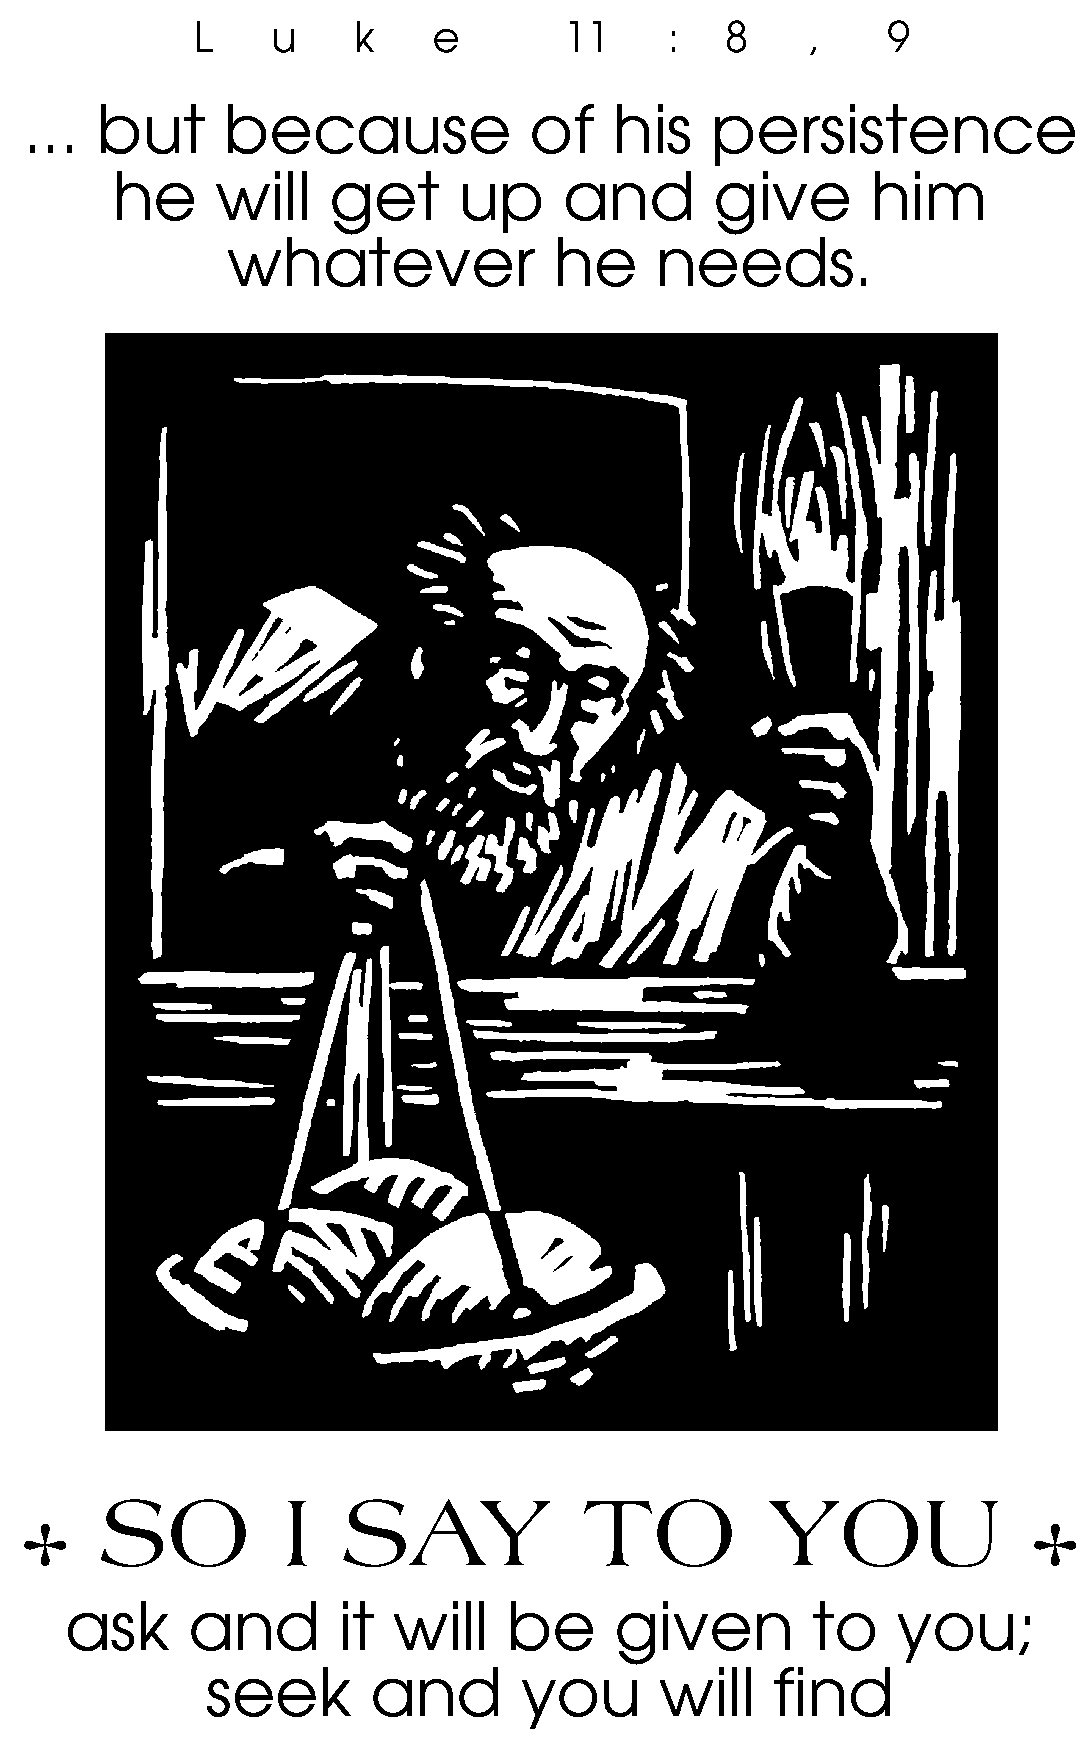 Luke 11:8,9
... but because of his persistence
he will get up and give him
whatever he needs.
SO I SAY TO YOU
ask and it will be given to you;
seek and you will find